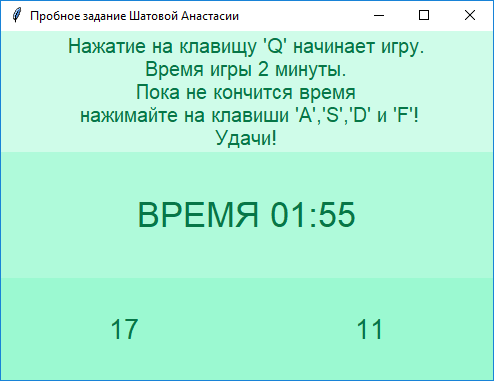 Пробное задание Шатовой Анастасии
Нажатие на клавищу 'Q' начинает игру.
Время игры 2 минуты.
Пока не кончится время
нажимайте на клавиши 'A','S','D' и 'F'!
Удачи!
ВРЕМЯ 01:55
17 11